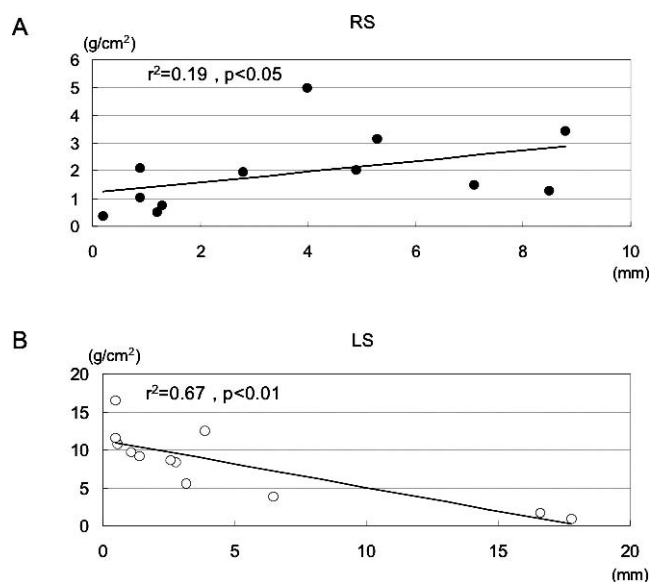 A
RS
(g/cm²)
r²=0.19 , p<0.05
6
5
4
3
2
1
0
0 2 4 6 8 10
(mm)
B
LS
(g/cm²)
r²=0.67 , p<0.01
20
15
10
5
0
0 5 10 15 20
(mm)